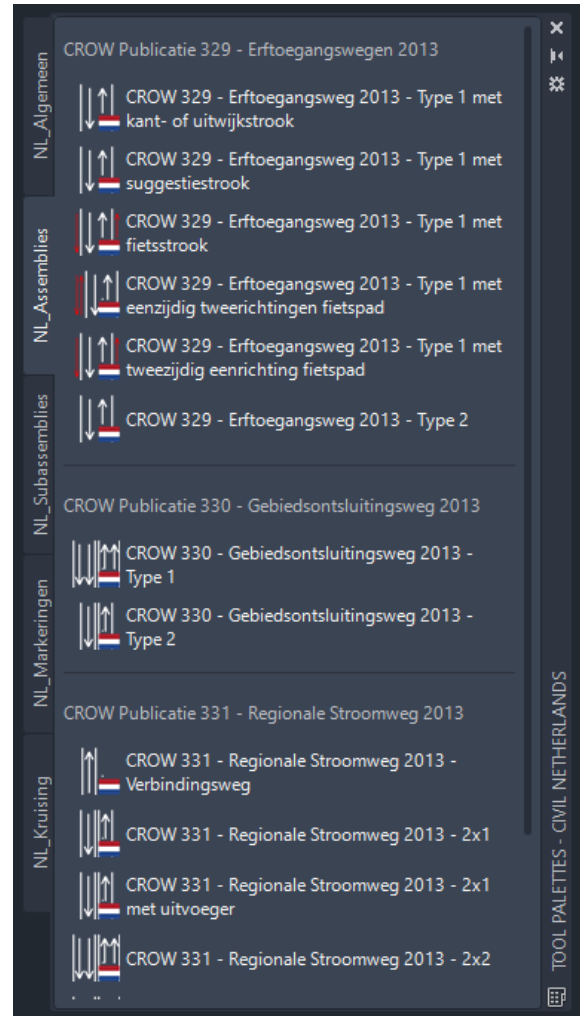 NL_Algemeen
NL_Assemblies
NL_Subassemblies
NL_Markeringen
NL_Kruising
CROW Publicatie 329 - Erftoegangswegen 2013
CROW 329 - Erftoegangsweg 2013 - Type 1 met
kant- of uitwijkstrook
CROW 329 - Erftoegangsweg 2013 - Type 1 met
suggestiestrook
CROW 329 - Erftoegangsweg 2013 - Type 1 met
fietsstrook
CROW 329 - Erftoegangsweg 2013 - Type 1 met
eenzijdig tweerichtingen fietspad
CROW 329 - Erftoegangsweg 2013 - Type 1 met
tweezijdig eenrichting fietspad
CROW 329 - Erftoegangsweg 2013 - Type 2
CROW Publicatie 330 - Gebiedsontsluitingsweg 2013
CROW 330 - Gebiedsontsluitingsweg 2013 -
Type 1
CROW 330 - Gebiedsontsluitingsweg 2013 -
Type 2
CROW Publicatie 331 - Regionale Stroomweg 2013
CROW 331 - Regionale Stroomweg 2013 -
Verbindingsweg
CROW 331 - Regionale Stroomweg 2013 - 2x1
CROW 331 - Regionale Stroomweg 2013 - 2x1
met uitvoeger
CROW 331 - Regionale Stroomweg 2013 - 2x2
TOOL PALETTES - CIVIL NETHERLANDS